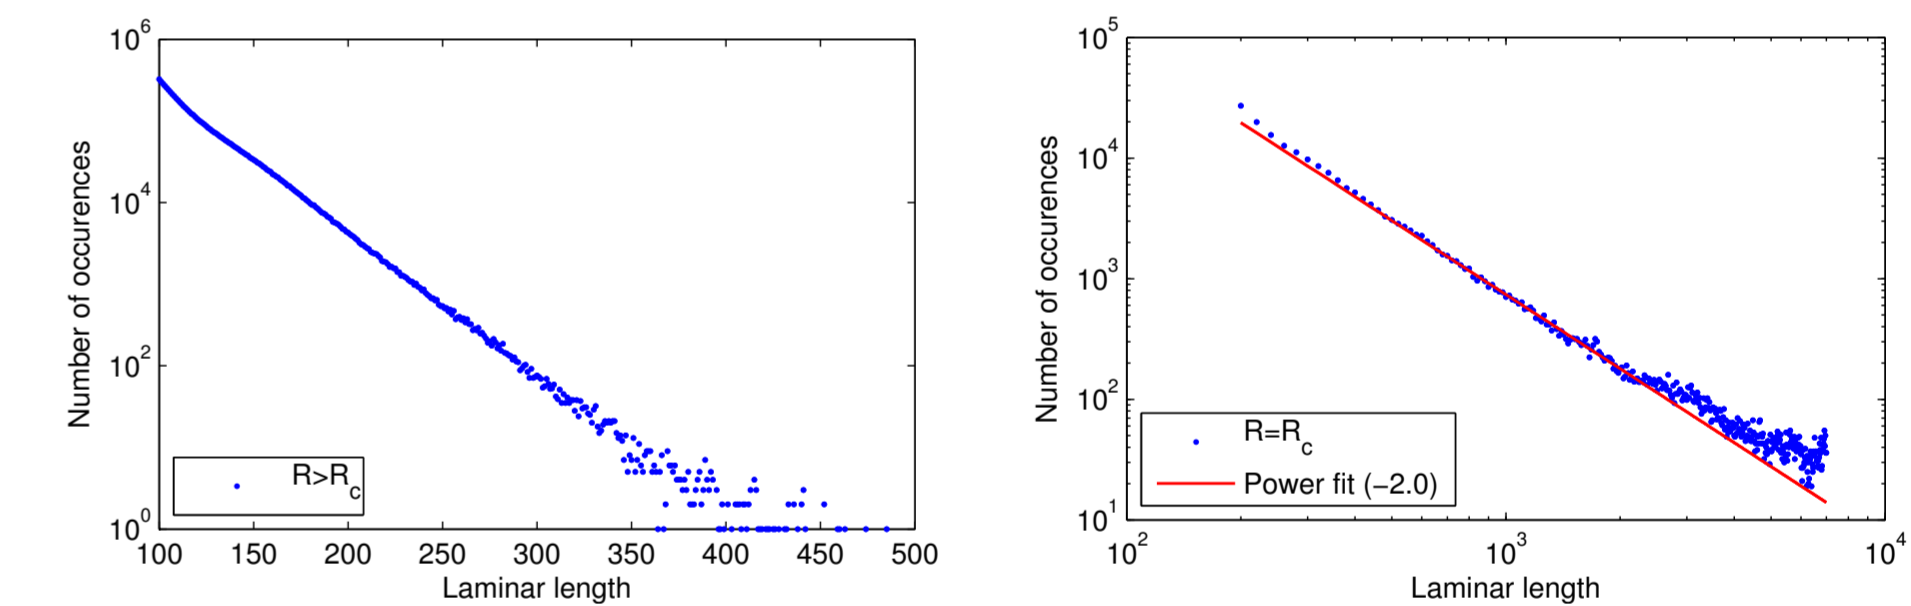 10^6
10^4
10^2
10^0
Number of occurences
R>R_c
100 150 200 250 300 350 400 450 500
Laminar length
10^5
10^4
10^3
10^2
10^1
Number of occurences
R=R_c
Power fit (−2.0)
10^2 10^3 10^4
Laminar length